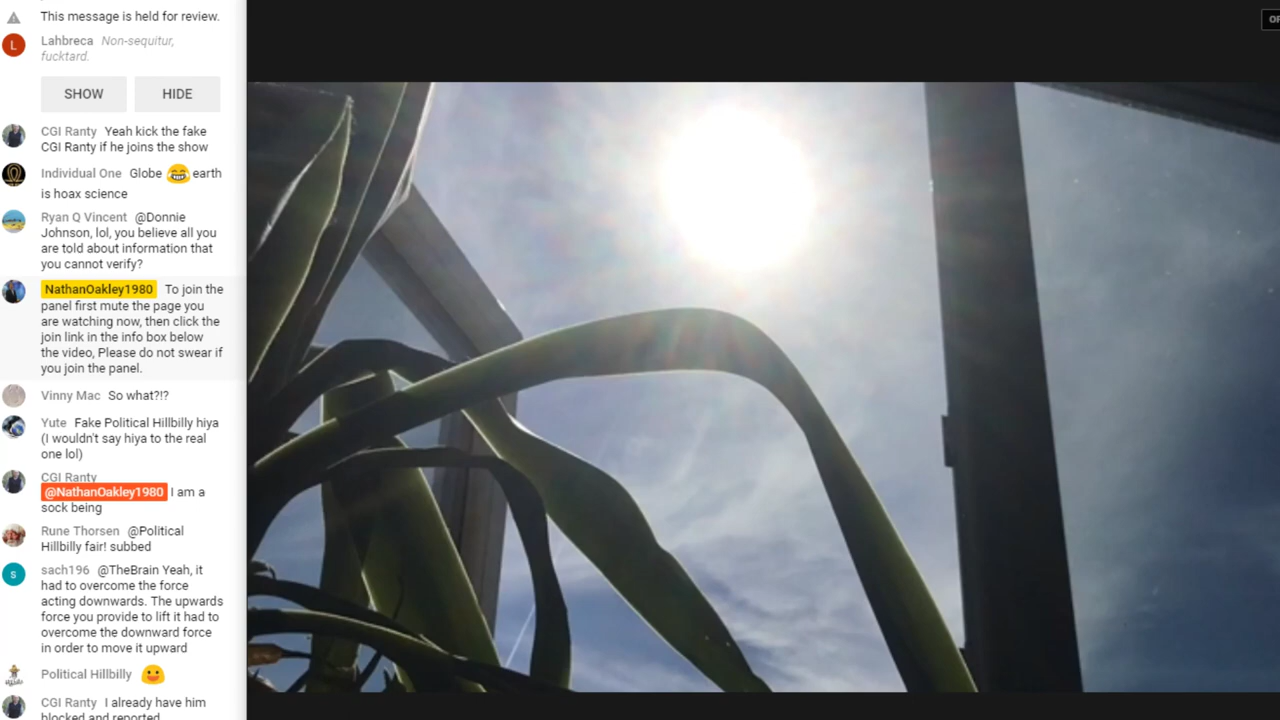 This message is held for review.
Lahbreca Non-sequitur,
fucktard.
SHOW HIDE
CGI Ranty Yeah kick the fake
CGI Ranty if he joins the show
Individual One Globe 😂 earth
is hoax science
Ryan Q Vincent @Donnie
Johnson, lol, you believe all you
are told about information that
you cannot verify?
NathanOakley1980 To join the
panel first mute the page you
are watching now, then click the
join link in the info box below
the video, Please do not swear if
you join the panel.
Vinny Mac So what?!?
Yute Fake Political Hillbilly hiya
(I wouldn't say hiya to the real
one lol)
CGI Ranty
@NathanOakley1980 I am a
sock being
Rune Thorsen @Political
Hillbilly fair! subbed
sach196 @TheBrain Yeah, it
had to overcome the force
acting downwards. The upwards
force you provide to lift it had to
overcome the downward force
in order to move it upward
Political Hillbilly 😛
CGI Ranty I already have him
blocked and reported